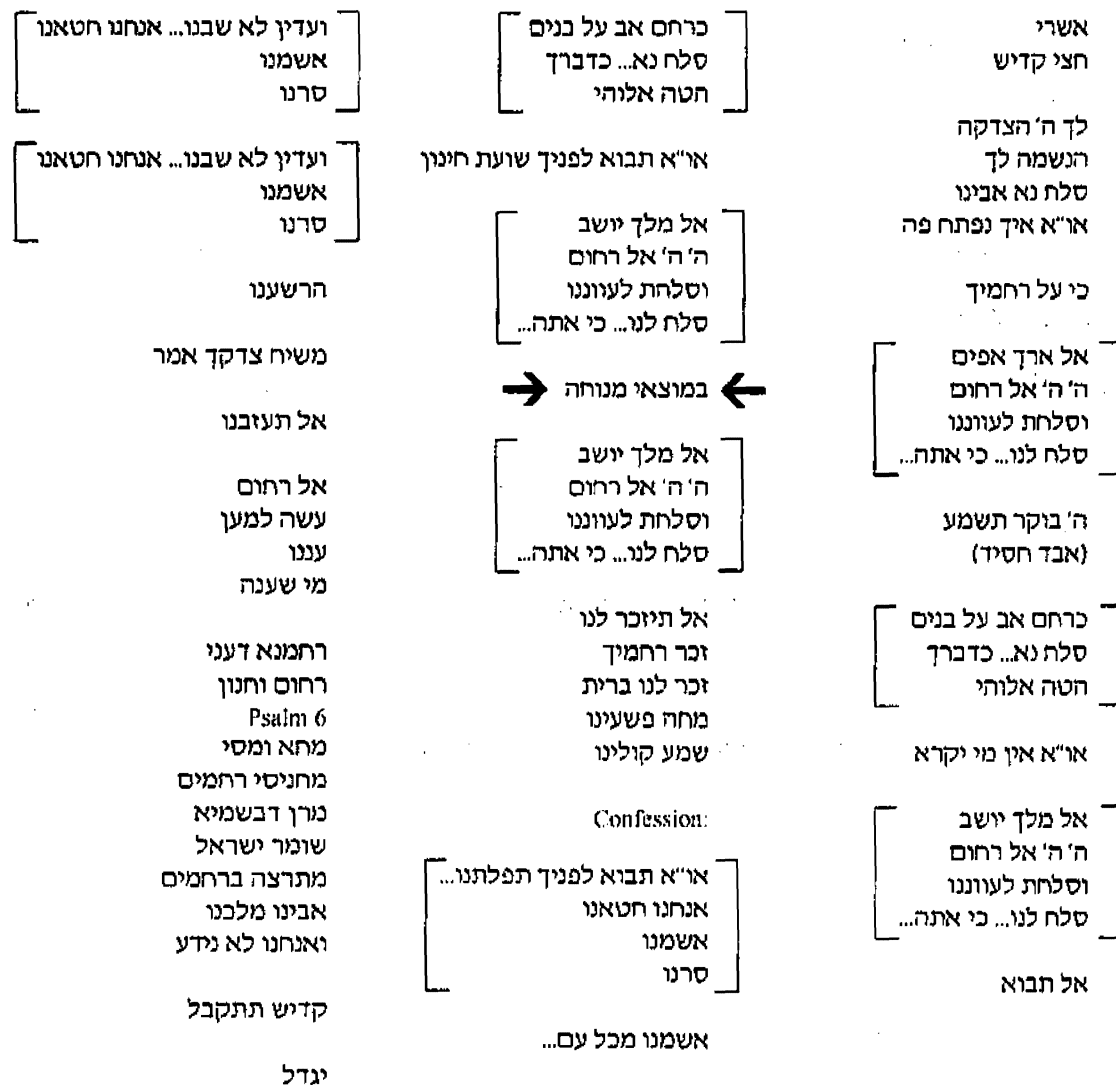 אשרי
חצי קדיש
לך ה' הצדקה
הנשמה לך
סלח נא אבינו
או"א איך נפתח פה
כי על רחמיך
אל ארך אפים
ה' ה' אל רחום
וסלחת לעווננו
סלח לנו... כי אתה...
ה' בוקר תשמע
(אבד חסיד)
כרחם אב על בנים
סלח נא... כדברך
הטה אלוהי
או"א אין מי יקרא
אל מלך יושב
ה' ה' אל רחום
וסלחת לעווננו
סלח לנו... כי אתה...
אל תבוא
כרחם אב על בנים
סלח נא... כדברך
הטה אלוהי
או"א תבוא לפניך שועת חינון
אל מלך יושב
ה' ה' אל רחום
וסלחת לעווננו
סלח לנו... כי אתה...
במוצאי מנוחה
אל מלך יושב
ה' ה' אל רחום
וסלחת לעווננו
סלח לנו... כי אתה...
אל תיזכר לנו
זכר רחמיך
זכר לנו ברית
מחה פשעינו
שמע קולינו
Confession:
או"א תבוא לפניך תפלתנו...
אנחנו חטאנו
אשמנו
סרנו
אשמנו מכל עם...
ועדין לא שבנו... אנחנו חטאנו
אשמנו
סרנו
ועדין לא שבנו... אנחנו חטאנו
אשמנו
סרנו
הרשענו
משיח צדקך אמר
אל תעזבנו
אל רחום
עשה למען
עננו
מי שענה
רחמנא דעני
רחום וחנון
Psalm 6
מחא ומסי
מחניסי רחמים
מרן דבשמיא
שומר ישראל
מתרצה ברחמים
אבינו מלכנו
ואנחנו לא נידע
קדיש תתקבל
יגדל